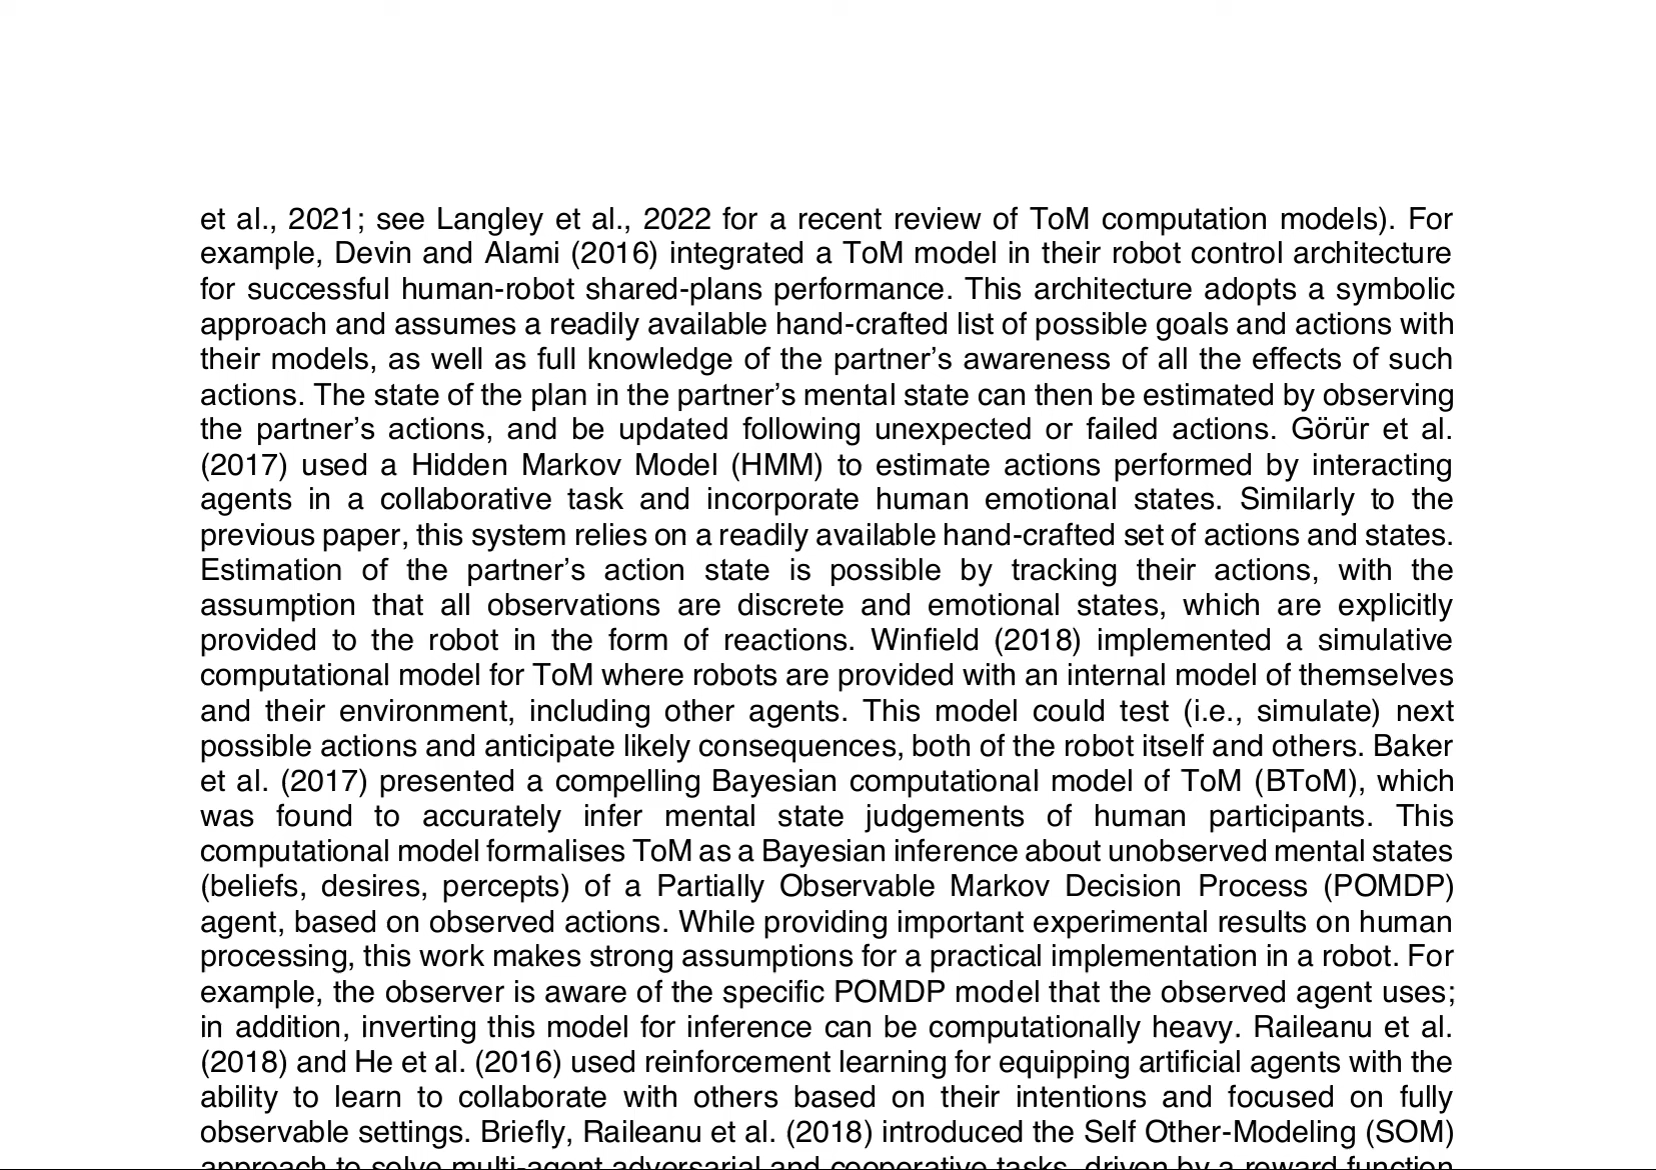 et al., 2021; see Langley et al., 2022 for a recent review of ToM computation models). For
example, Devin and Alami (2016) integrated a ToM model in their robot control architecture
for successful human-robot shared-plans performance. This architecture adopts a symbolic
approach and assumes a readily available hand-crafted list of possible goals and actions with
their models, as well as full knowledge of the partner’s awareness of all the effects of such
actions. The state of the plan in the partner’s mental state can then be estimated by observing
the partner’s actions, and be updated following unexpected or failed actions. Görür et al.
(2017) used a Hidden Markov Model (HMM) to estimate actions performed by interacting
agents in a collaborative task and incorporate human emotional states. Similarly to the
previous paper, this system relies on a readily available hand-crafted set of actions and states.
Estimation of the partner’s action state is possible by tracking their actions, with the
assumption that all observations are discrete and emotional states, which are explicitly
provided to the robot in the form of reactions. Winfield (2018) implemented a simulative
computational model for ToM where robots are provided with an internal model of themselves
and their environment, including other agents. This model could test (i.e., simulate) next
possible actions and anticipate likely consequences, both of the robot itself and others. Baker
et al. (2017) presented a compelling Bayesian computational model of ToM (BToM), which
was found to accurately infer mental state judgements of human participants. This
computational model formalises ToM as a Bayesian inference about unobserved mental states
(beliefs, desires, percepts) of a Partially Observable Markov Decision Process (POMDP)
agent, based on observed actions. While providing important experimental results on human
processing, this work makes strong assumptions for a practical implementation in a robot. For
example, the observer is aware of the specific POMDP model that the observed agent uses;
in addition, inverting this model for inference can be computationally heavy. Raileanu et al.
(2018) and He et al. (2016) used reinforcement learning for equipping artificial agents with the
ability to learn to collaborate with others based on their intentions and focused on fully
observable settings. Briefly, Raileanu et al. (2018) introduced the Self Other-Modeling (SOM)
approach to solve multi-agent adversarial and cooperative tasks, driven by a reward function